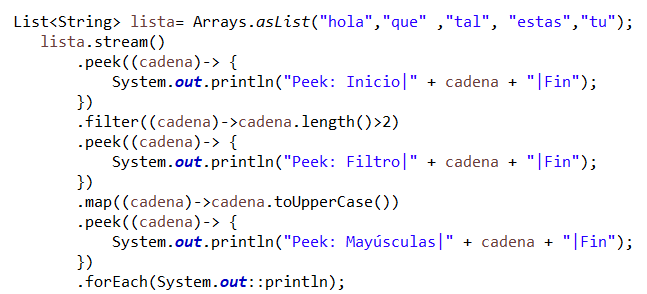 List<String> lista= Arrays.asList("hola","que" ,"tal", "estas","tu");
lista.stream()
.peek((cadena)-> {
System.out.println("Peek: Inicio|" + cadena + "|Fin");
})
.filter((cadena)->cadena.length()>2)
.peek((cadena)-> {
System.out.println("Peek: Filtro|" + cadena + "|Fin");
})
.map((cadena)->cadena.toUpperCase())
.peek((cadena)-> {
System.out.println("Peek: Mayúsculas|" + cadena + "|Fin");
})
.forEach(System.out::println);